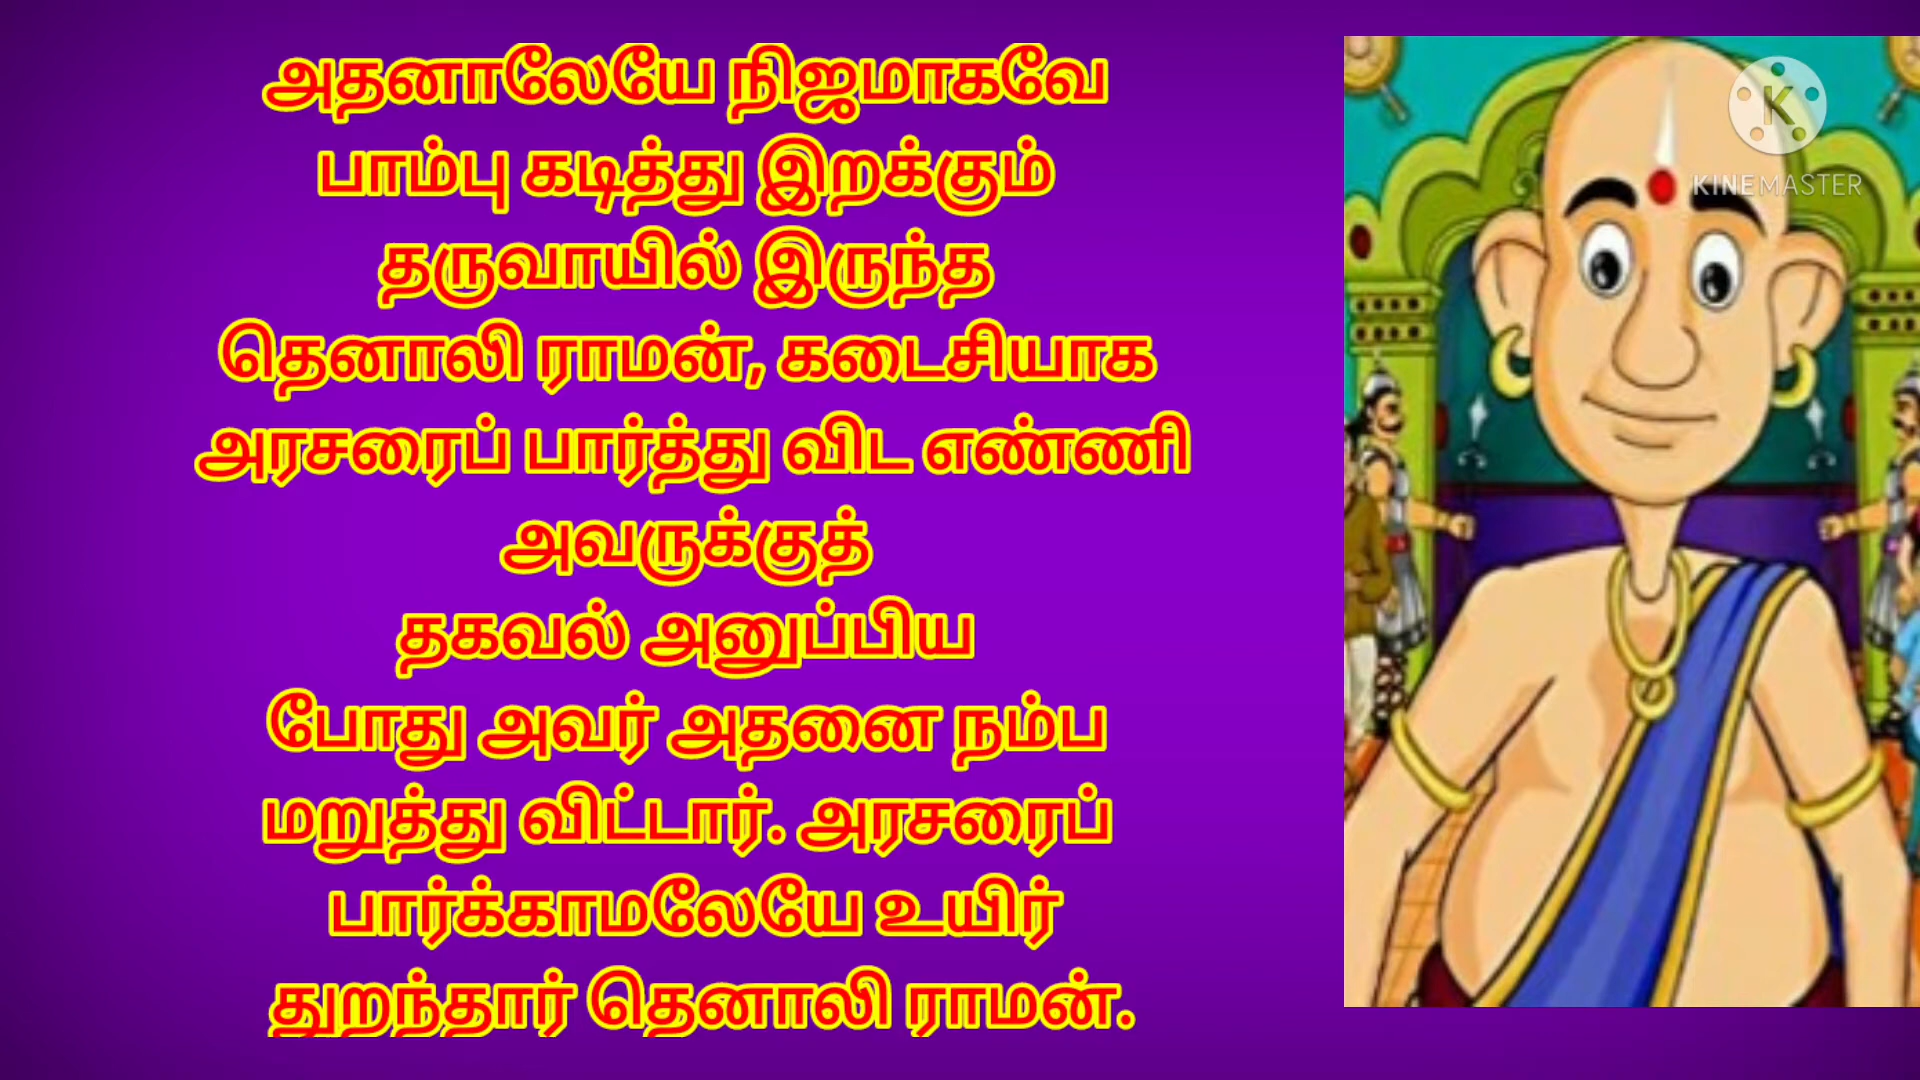 அதனாலேயே நிஜமாகவே
பாம்பு கடித்து இறக்கும்
தருவாயில் இருந்த
தெனாலி ராமன், கடைசியாக
அரசரைப் பார்த்து விட எண்ணி
அவருக்குத்
தகவல் அனுப்பிய
போது அவர் அதனை நம்ப
மறுத்து விட்டார். அரசரைப்
பார்க்காமலேயே உயிர்
துறந்தார் தெனாலி ராமன்.
K
KINEMASTER